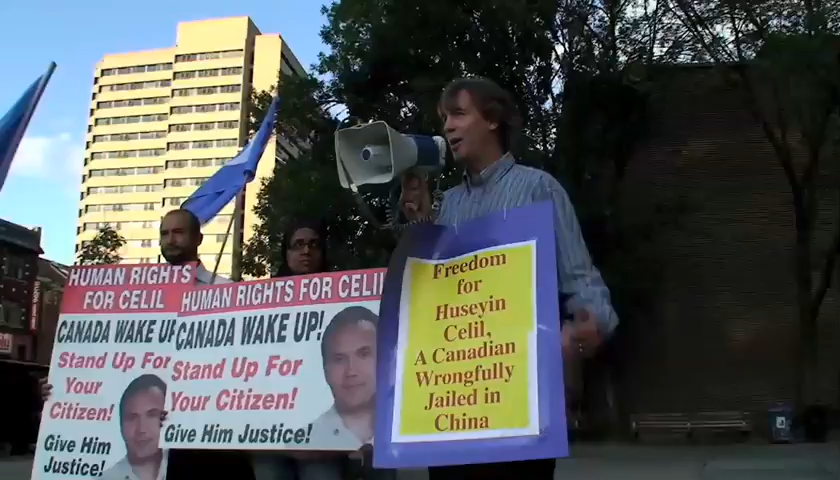 HUMAN RIGHTS
FOR CELIL
CANADA WAKE UP
Stand Up For
Your
Citizen!
Give Him
Justice!
HUMAN RIGHTS FOR CELIL
CANADA WAKE UP!
Stand Up For
Your Citizen!
Give Him Justice!
Freedom
for
Huseyin
Celil,
A Canadian
Wrongfully
Jailed in
China